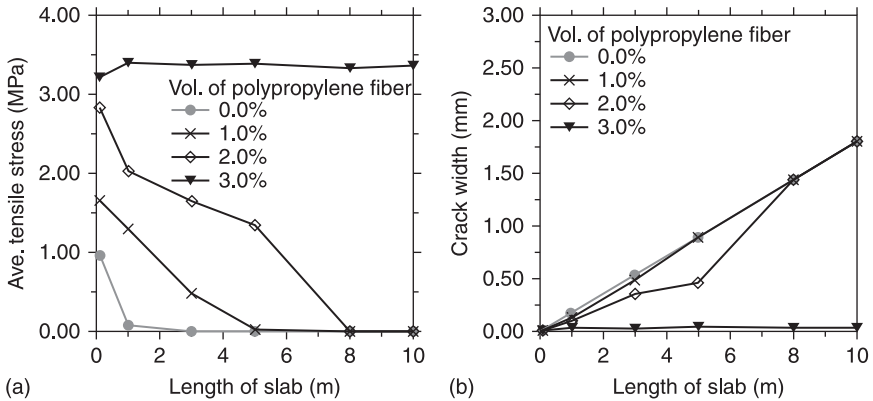 4.00
3.00
2.00
1.00
0.00
Ave. tensile stress (MPa)
Vol. of polypropylene fiber
0.0%
1.0%
2.0%
3.0%
0 2 4 6 8 10
Length of slab (m)
(a)
3.00
2.50
2.00
1.50
1.00
0.50
0.00
Crack width (mm)
Vol. of polypropylene fiber
0.0%
1.0%
2.0%
3.0%
0 2 4 6 8 10
Length of slab (m)
(b)